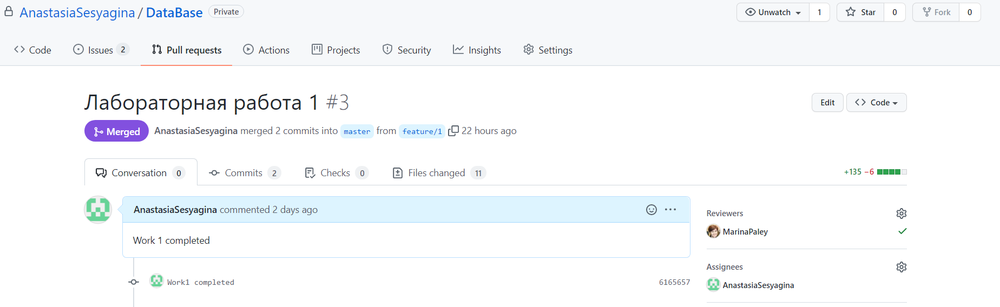 AnastasiaSesyagina / DataBase Private Unwatch 1 Star 0 Fork 0
Code Issues 2 Pull requests Actions Projects Security Insights Settings
Лабораторная работа 1 #3 Edit Code
Merged AnastasiaSesyagina merged 2 commits into master from feature/1 22 hours ago
Conversation 0 Commits 2 Checks 0 Files changed 11 +135 −6
AnastasiaSesyagina commented 2 days ago
Work 1 completed
Work1 completed 6165657
Reviewers
MarinaPaley
Assignees
AnastasiaSesyagina